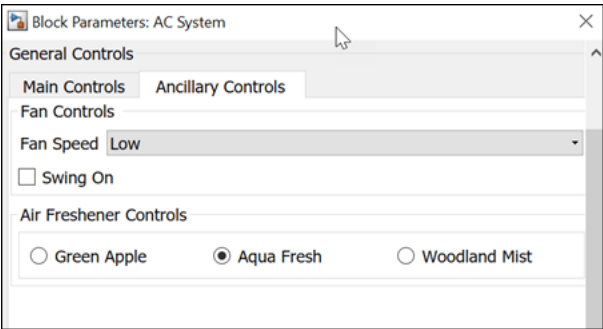 Block Parameters: AC System
General Controls
Main Controls Ancillary Controls
Fan Controls
Fan Speed Low
Swing On
Air Freshener Controls
Green Apple Aqua Fresh Woodland Mist